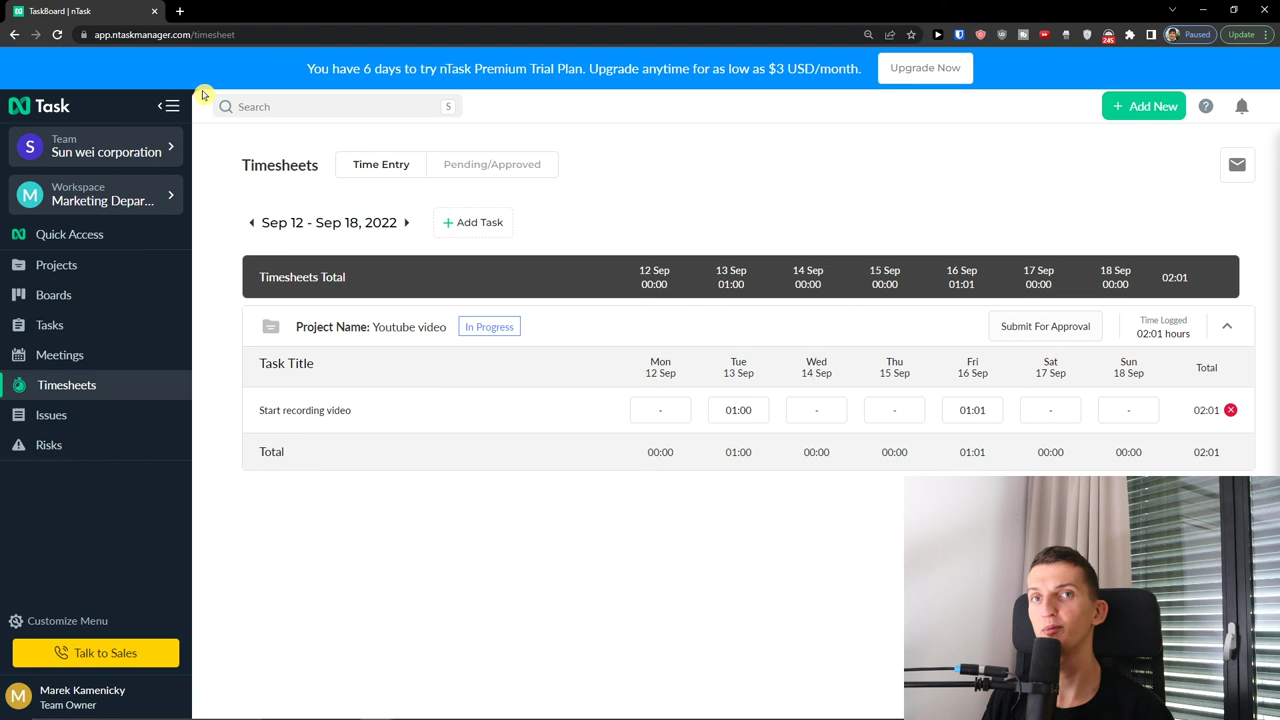 TaskBoard | nTask
app.ntaskmanager.com/timesheet
245
Paused
Update
You have 6 days to try nTask Premium Trial Plan. Upgrade anytime for as low as $3 USD/month.
Upgrade Now
Task
Search
S
+ Add New
?
S
Team
Sun wei corporation
M
Workspace
Marketing Depar...
Quick Access
Projects
Boards
Tasks
Meetings
Timesheets
Issues
Risks
Customize Menu
Talk to Sales
M
Marek Kamenicky
Team Owner
Timesheets
Time Entry
Pending/Approved
Sep 12 - Sep 18, 2022
+ Add Task
Timesheets Total
12 Sep 13 Sep 14 Sep 15 Sep 16 Sep 17 Sep 18 Sep
00:00 01:00 00:00 00:00 01:01 00:00 00:00 02:01
Project Name: Youtube video
In Progress
Submit For Approval
Time Logged
02:01 hours
Task Title
Mon Tue Wed Thu Fri Sat Sun Total
12 Sep 13 Sep 14 Sep 15 Sep 16 Sep 17 Sep 18 Sep
Start recording video - 01:00 - - 01:01 - - 02:01
Total 00:00 01:00 00:00 00:00 01:01 00:00 00:00 02:01